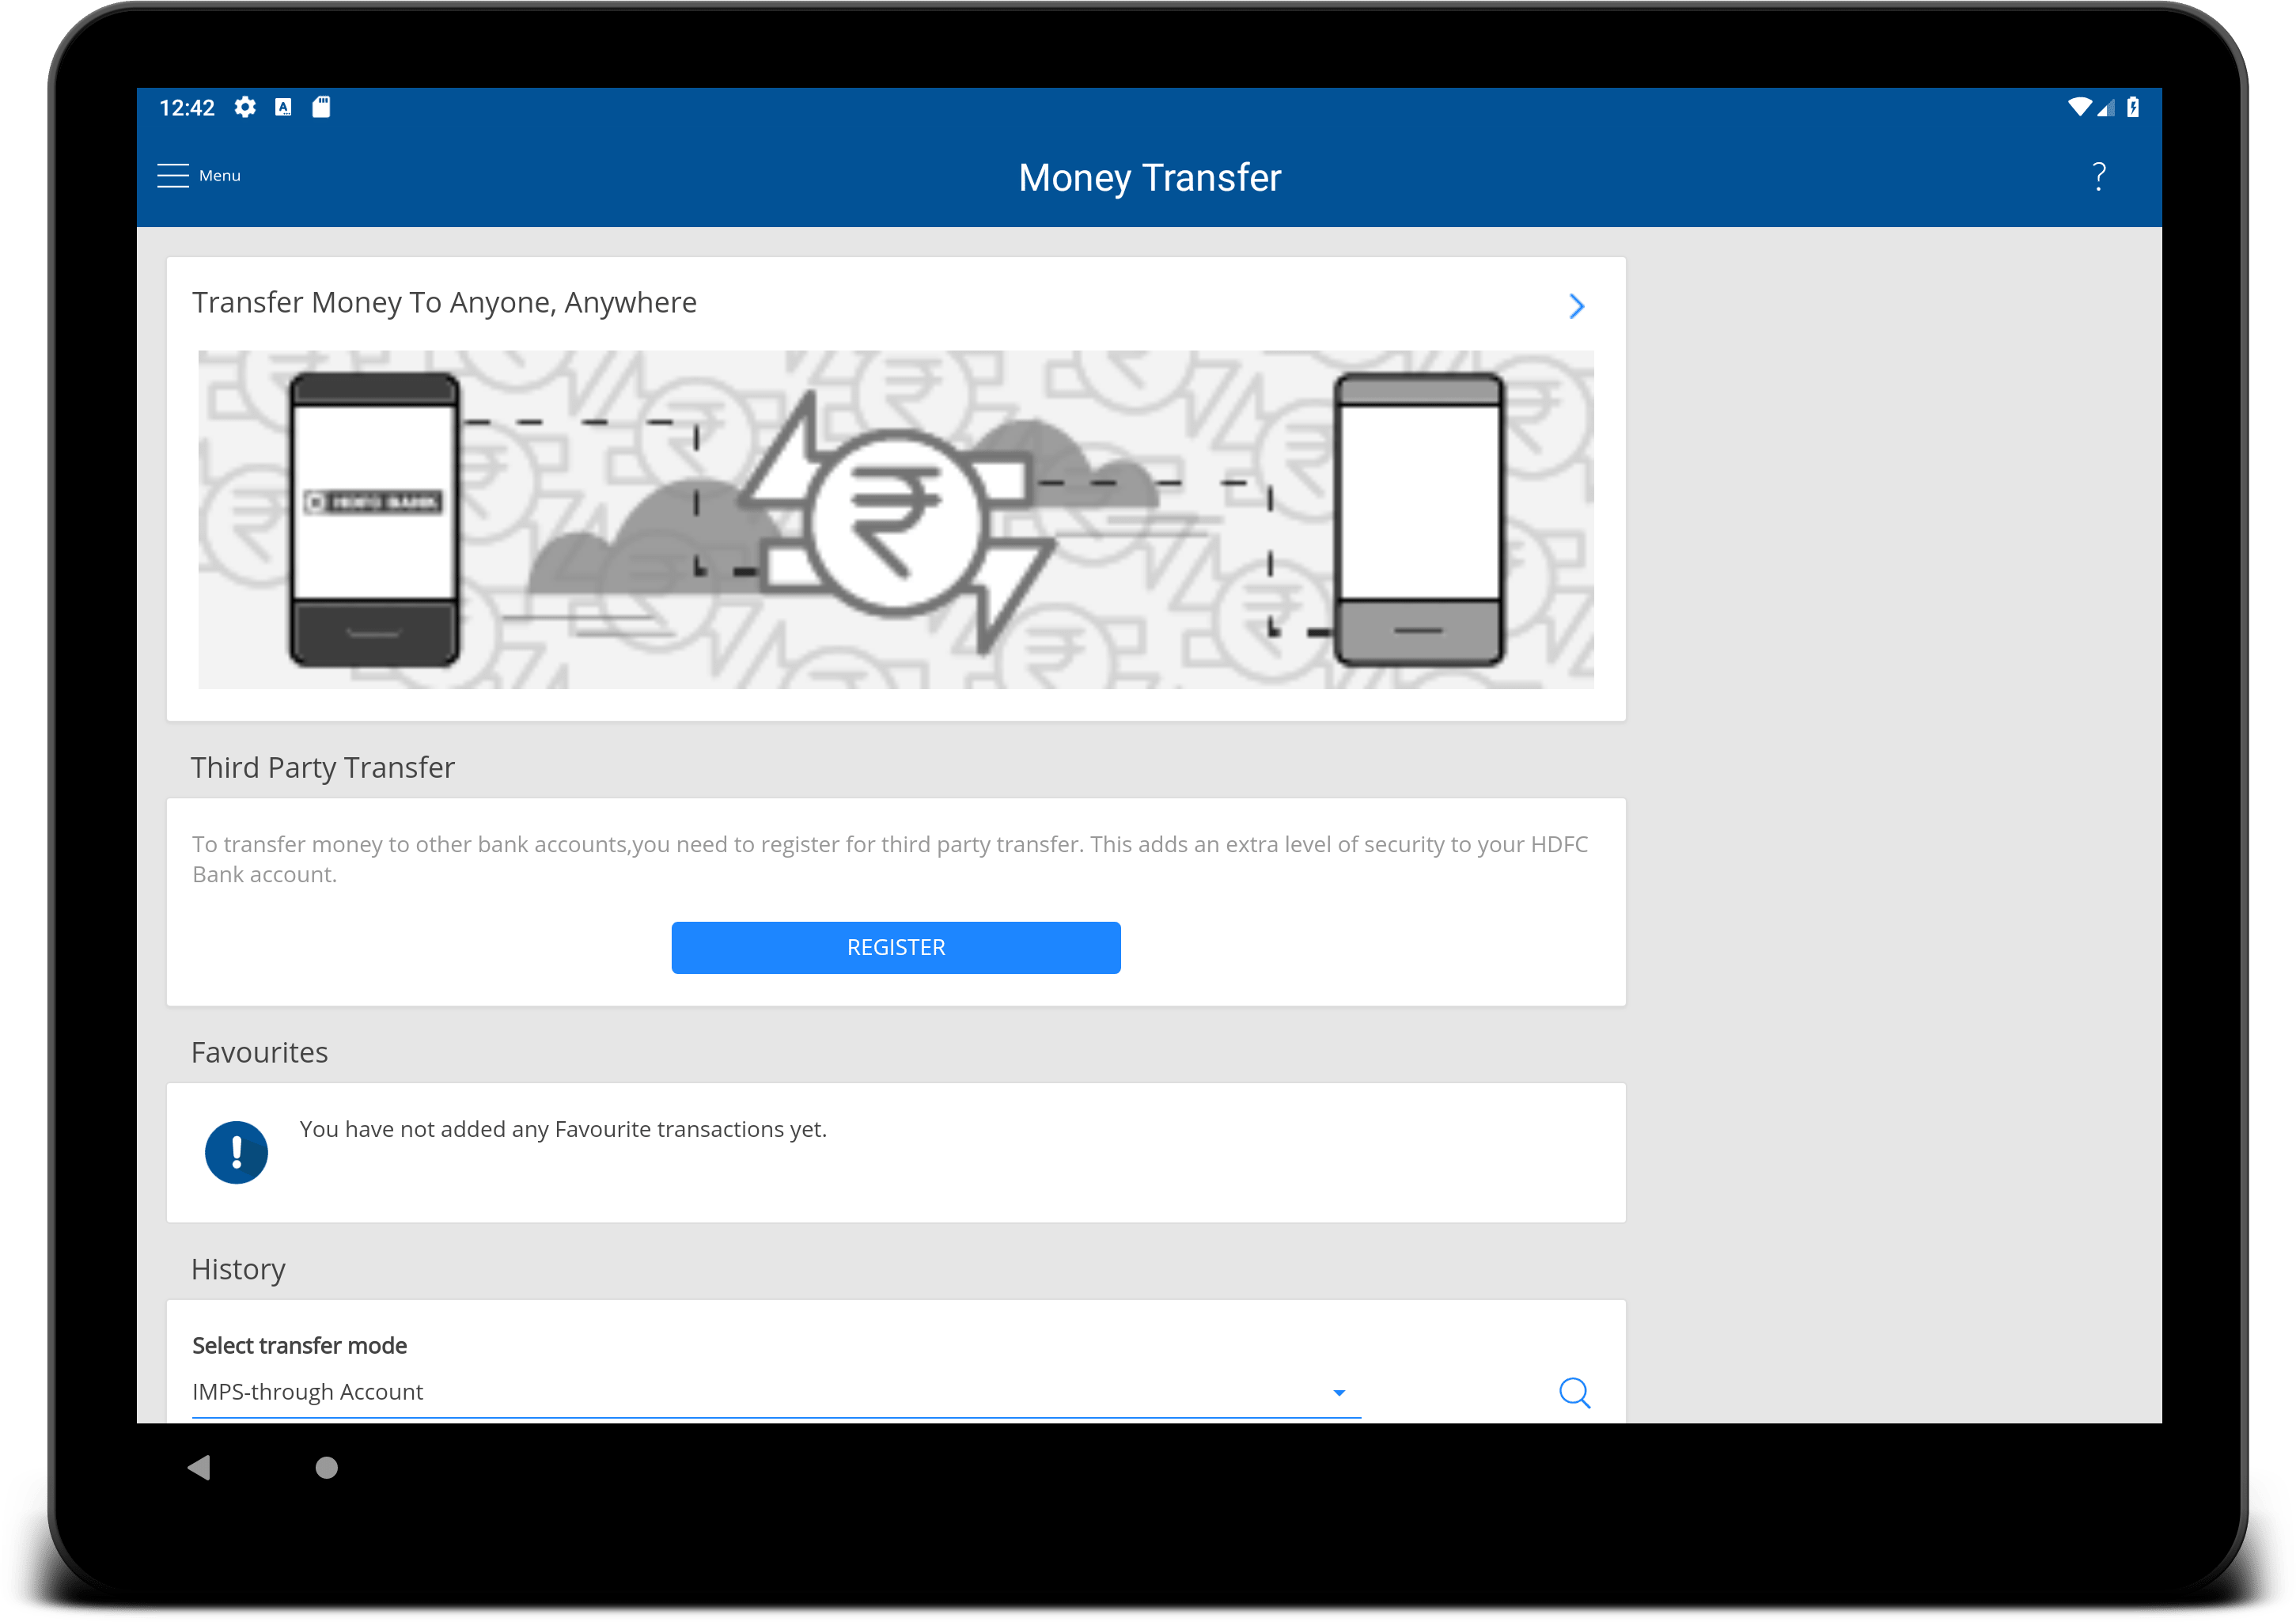 12:42
Menu
Money Transfer
?
Transfer Money To Anyone, Anywhere
HDFC BANK
Third Party Transfer
To transfer money to other bank accounts,you need to register for third party transfer. This adds an extra level of security to your HDFC
Bank account.
REGISTER
Favourites
You have not added any Favourite transactions yet.
History
Select transfer mode
IMPS-through Account